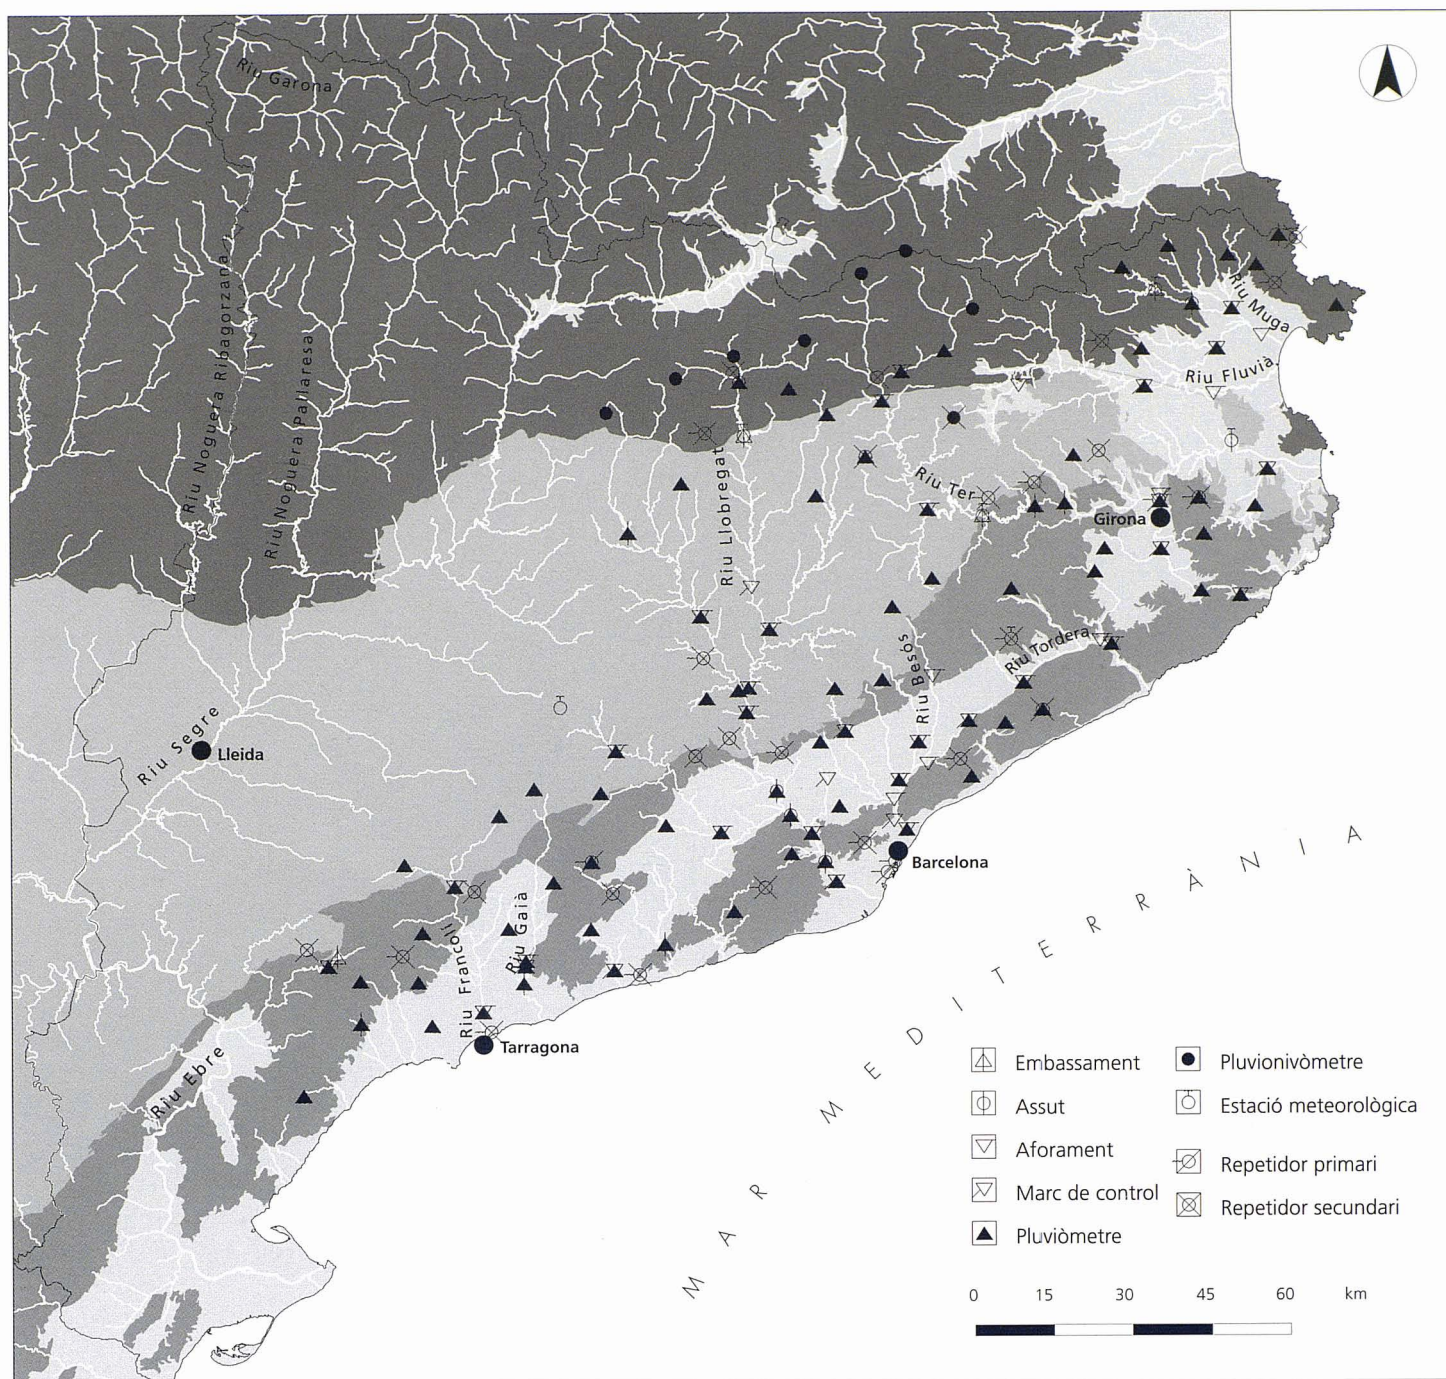 Riu Garona
Riu Noguera Ribagorzana
Riu Noguera Pallaresa
Riu Muga
Riu Fluvià
Riu Llobregat
Riu Ter
Girona
Riu Tordera
Riu Besòs
Riu Segre
Lleida
Barcelona
Riu Gaià
Riu Francolí
Tarragona
Riu Ebre
MAR MEDITERRÀNIA
Embassament
Assut
Aforament
Marc de control
Pluviòmetre
Pluvionivòmetre
Estació meteorològica
Repetidor primari
Repetidor secundari
0 15 30 45 60 km